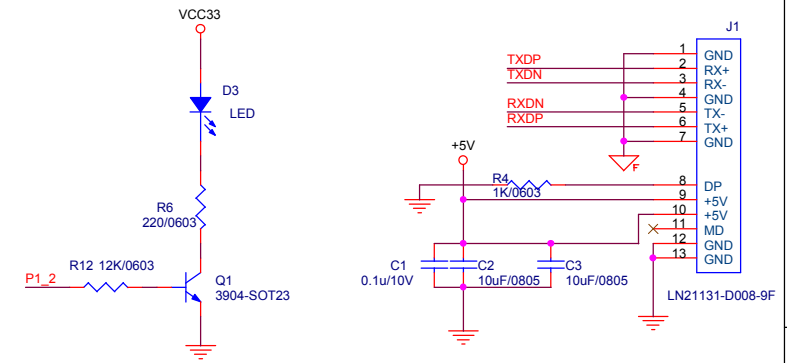 VCC33
D3
LED
R6
220/0603
R12 12K/0603
P1_2
Q1
3904-SOT23
J1
TXDP
TXDN
RXDN
RXDP
1 GND
2 RX+
3 RX-
4 GND
5 TX-
6 TX+
7 GND
F
+5V
R4
1K/0603
8 DP
9 +5V
10 +5V
11 MD
12 GND
13 GND
C1
0.1u/10V
C2
10uF/0805
C3
10uF/0805
LN21131-D008-9F